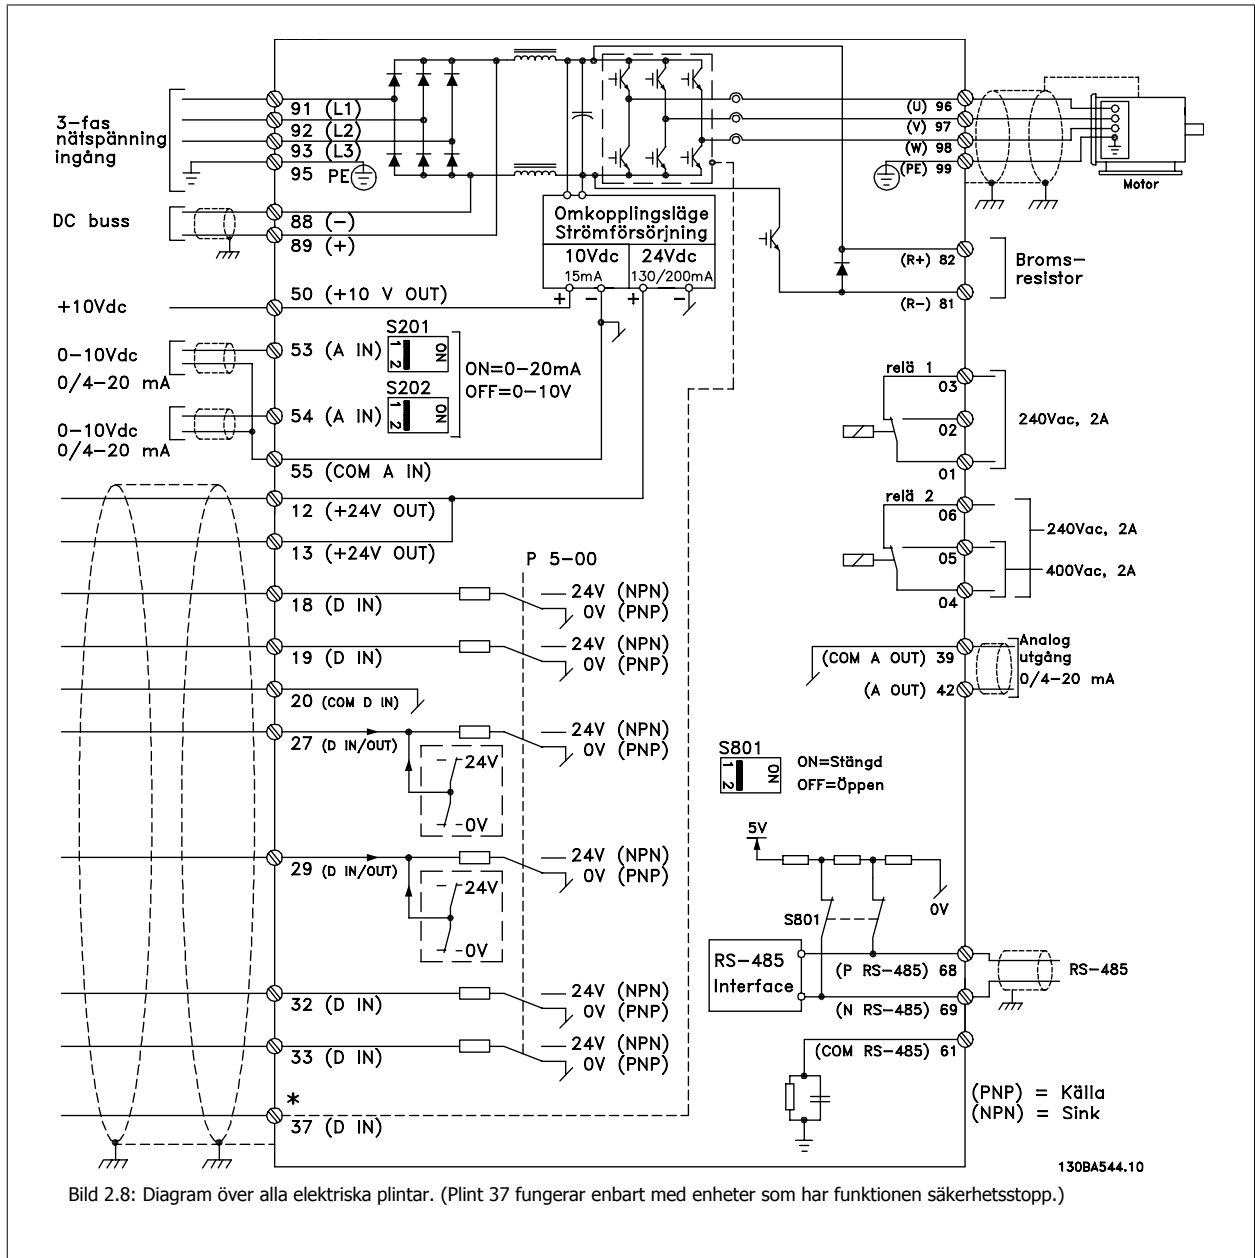 3-fas
nätspänning
ingång
91 (L1)
92 (L2)
93 (L3)
95 PE
DC buss
88 (-)
89 (+)
+10Vdc
50 (+10 V OUT)
0-10Vdc
0/4-20 mA
53 (A IN)
S201
1 2
ON
S202
1 2
ON
ON=0-20mA
OFF=0-10V
0-10Vdc
0/4-20 mA
54 (A IN)
55 (COM A IN)
12 (+24V OUT)
13 (+24V OUT)
P 5-00
18 (D IN)
24V (NPN)
0V (PNP)
19 (D IN)
24V (NPN)
0V (PNP)
20 (COM D IN)
27 (D IN/OUT)
24V (NPN)
0V (PNP)
24V
0V
29 (D IN/OUT)
24V (NPN)
0V (PNP)
24V
0V
32 (D IN)
24V (NPN)
0V (PNP)
33 (D IN)
24V (NPN)
0V (PNP)
*
37 (D IN)
Omkopplingsläge
Strömförsörjning
10Vdc
15mA
24Vdc
130/200mA
+ - + -
(U) 96
(V) 97
(W) 98
(PE) 99
Motor
(R+) 82
(R-) 81
Broms-
resistor
relä 1
03
02
01
240Vac, 2A
relä 2
06
05
04
240Vac, 2A
400Vac, 2A
(COM A OUT) 39
(A OUT) 42
Analog
utgång
0/4-20 mA
S801
1 2
ON
ON=Stängd
OFF=Öppen
5V
0V
S801
RS-485
Interface
(P RS-485) 68
(N RS-485) 69
RS-485
(COM RS-485) 61
(PNP) = Källa
(NPN) = Sink
130BA544.10
Bild 2.8: Diagram över alla elektriska plintar. (Plint 37 fungerar enbart med enheter som har funktionen säkerhetsstopp.)